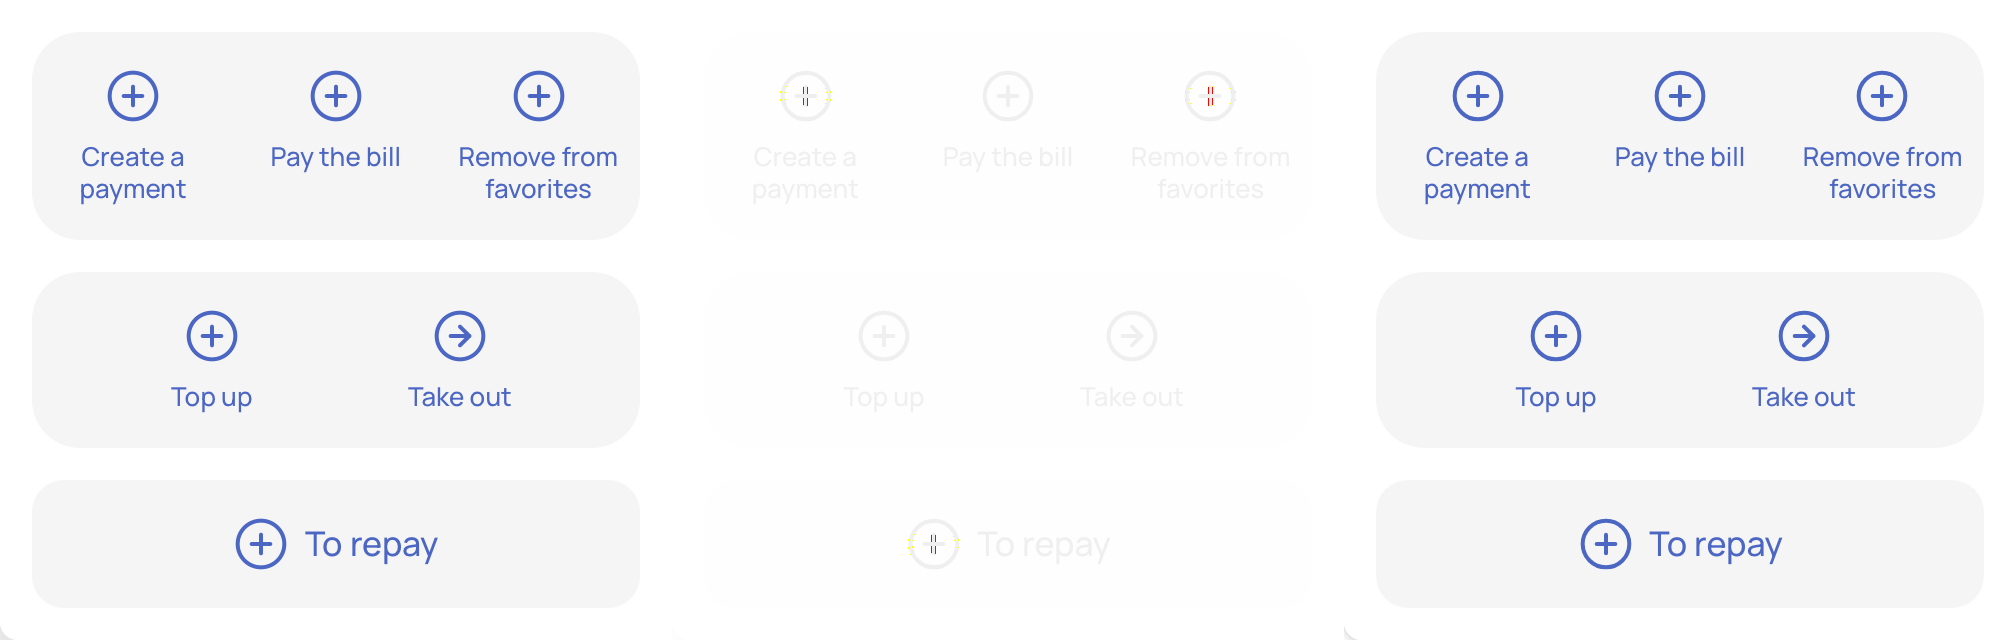 Create a
payment
Pay the bill
Remove from
favorites
Top up
Take out
To repay
Create a
payment
Pay the bill
Remove from
favorites
Top up
Take out
To repay
Create a
payment
Pay the bill
Remove from
favorites
Top up
Take out
To repay